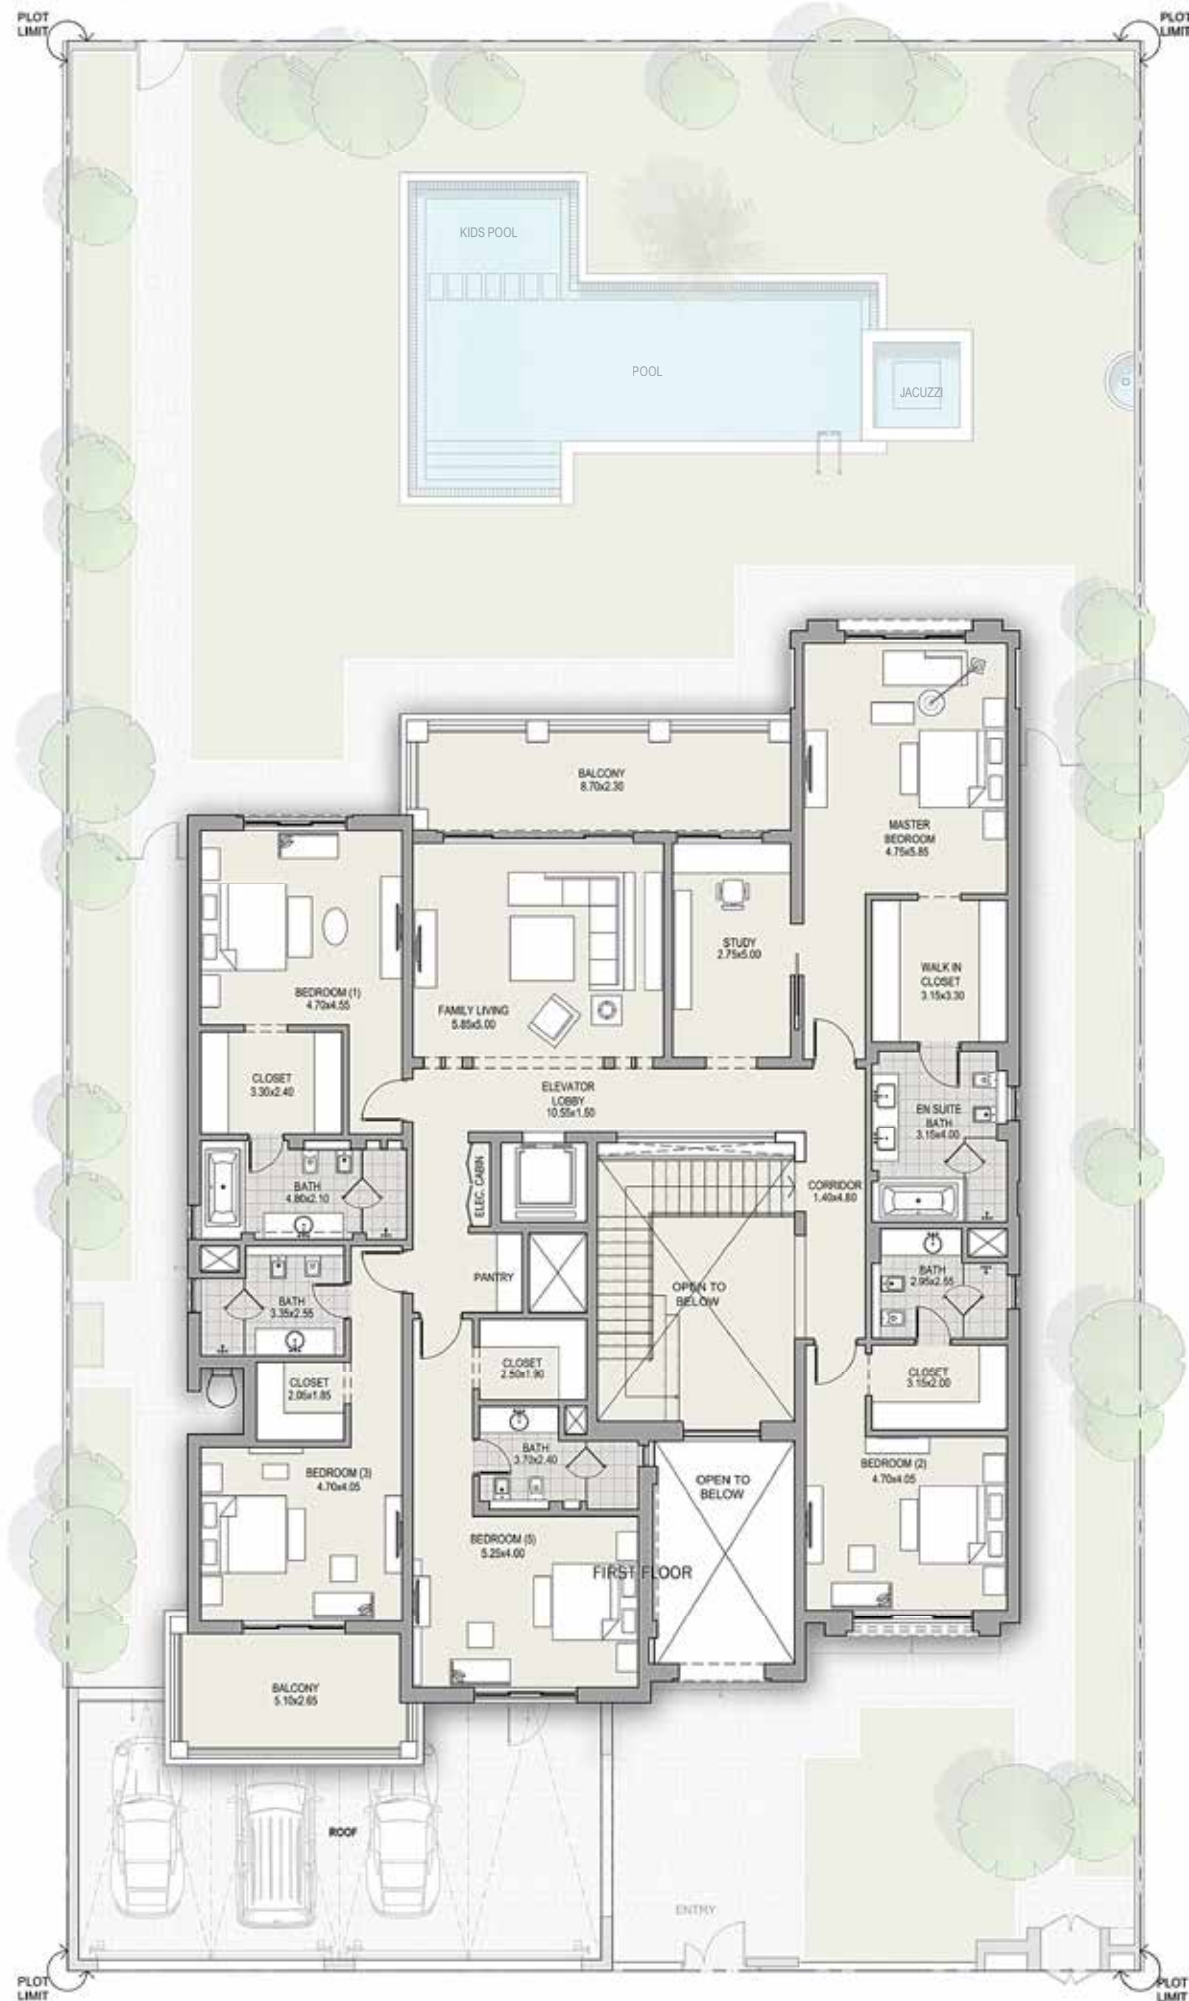 PLOT
LIMIT
PLOT
LIMIT
KIDS POOL
POOL
JACUZZI
BALCONY
8.70x2.30
MASTER
BEDROOM
4.75x5.85
STUDY
2.75x5.00
WALK IN
CLOSET
3.15x3.30
BEDROOM (1)
4.70x4.55
FAMILY LIVING
5.85x5.00
CLOSET
3.30x2.40
ELEVATOR
LOBBY
10.55x1.50
EN SUITE
BATH
3.15x4.00
BATH
4.80x2.10
ELEC. CABIN
CORRIDOR
1.40x4.80
PANTRY
OPEN TO
BELOW
BATH
2.95x2.55
BATH
3.35x2.55
CLOSET
2.50x1.90
CLOSET
2.05x1.85
CLOSET
3.15x2.00
BATH
3.70x2.40
BEDROOM (3)
4.70x4.05
OPEN TO
BELOW
BEDROOM (2)
4.70x4.05
BEDROOM (5)
5.25x4.00
FIRST FLOOR
BALCONY
5.10x2.65
ROOF
ENTRY
PLOT
LIMIT
PLOT
LIMIT